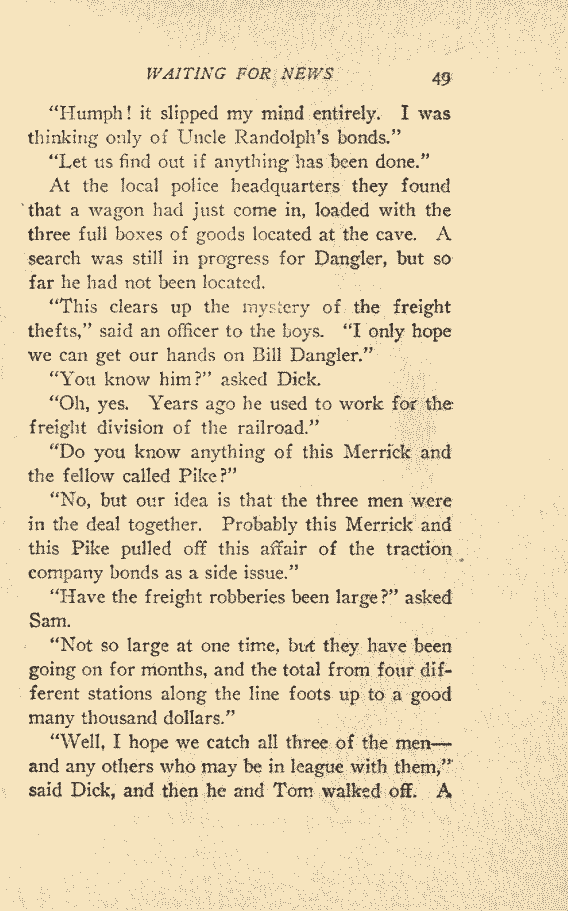 WAITING FOR NEWS 49
“Humph! it slipped my mind entirely. I was
thinking only of Uncle Randolph's bonds.”
“Let us find out if anything has been done.”
At the local police headquarters they found
that a wagon had just come in, loaded with the
three full boxes of goods located at the cave. A
search was still in progress for Dangler, but so
far he had not been located.
“This clears up the mystery of the freight
thefts,” said an officer to the boys. “I only hope
we can get our hands on Bill Dangler.”
“You know him?” asked Dick.
“Oh, yes. Years ago he used to work for the
freight division of the railroad.”
“Do you know anything of this Merrick and
the fellow called Pike?”
“No, but our idea is that the three men were
in the deal together. Probably this Merrick and
this Pike pulled off this affair of the traction
company bonds as a side issue.”
“Have the freight robberies been large?” asked
Sam.
“Not so large at one time, but they have been
going on for months, and the total from four dif-
ferent stations along the line foots up to a good
many thousand dollars.”
“Well, I hope we catch all three of the men—
and any others who may be in league with them,”
said Dick, and then he and Tom walked off. A